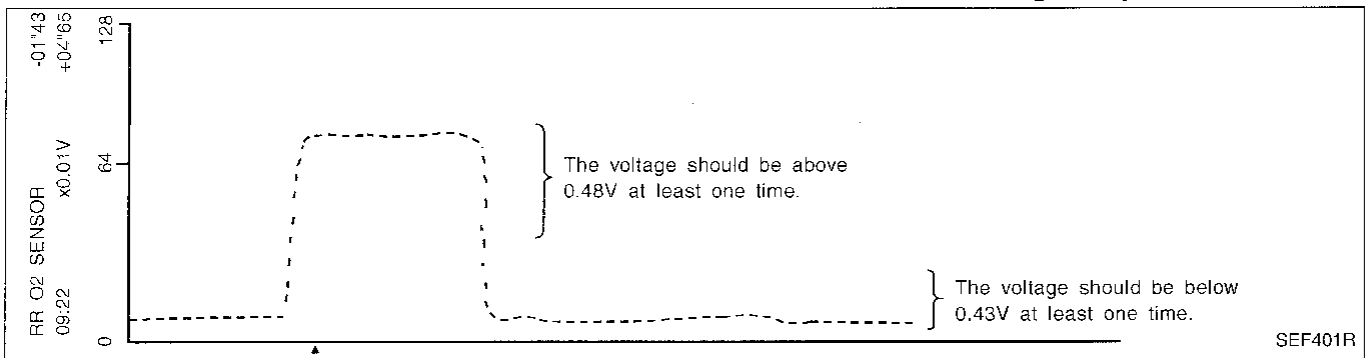 -01"43
+04"65
128
x0.01V
64
RR O2 SENSOR
09:22
0
The voltage should be above
0.48V at least one time.
The voltage should be below
0.43V at least one time.
SEF401R